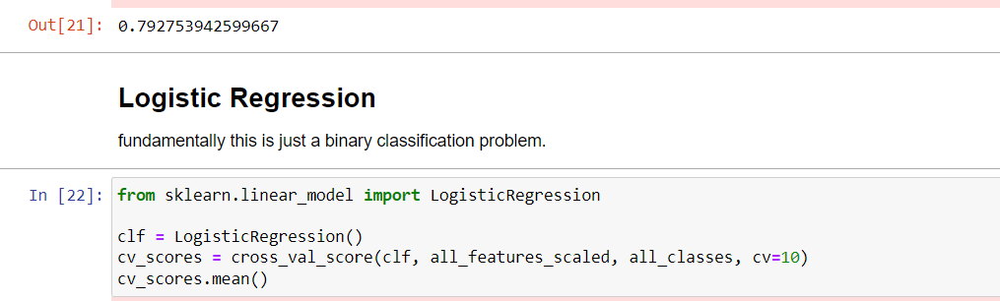 Out[21]: 0.792753942599667
Logistic Regression
fundamentally this is just a binary classification problem.
In [22]: from sklearn.linear_model import LogisticRegression
clf = LogisticRegression()
cv_scores = cross_val_score(clf, all_features_scaled, all_classes, cv=10)
cv_scores.mean()